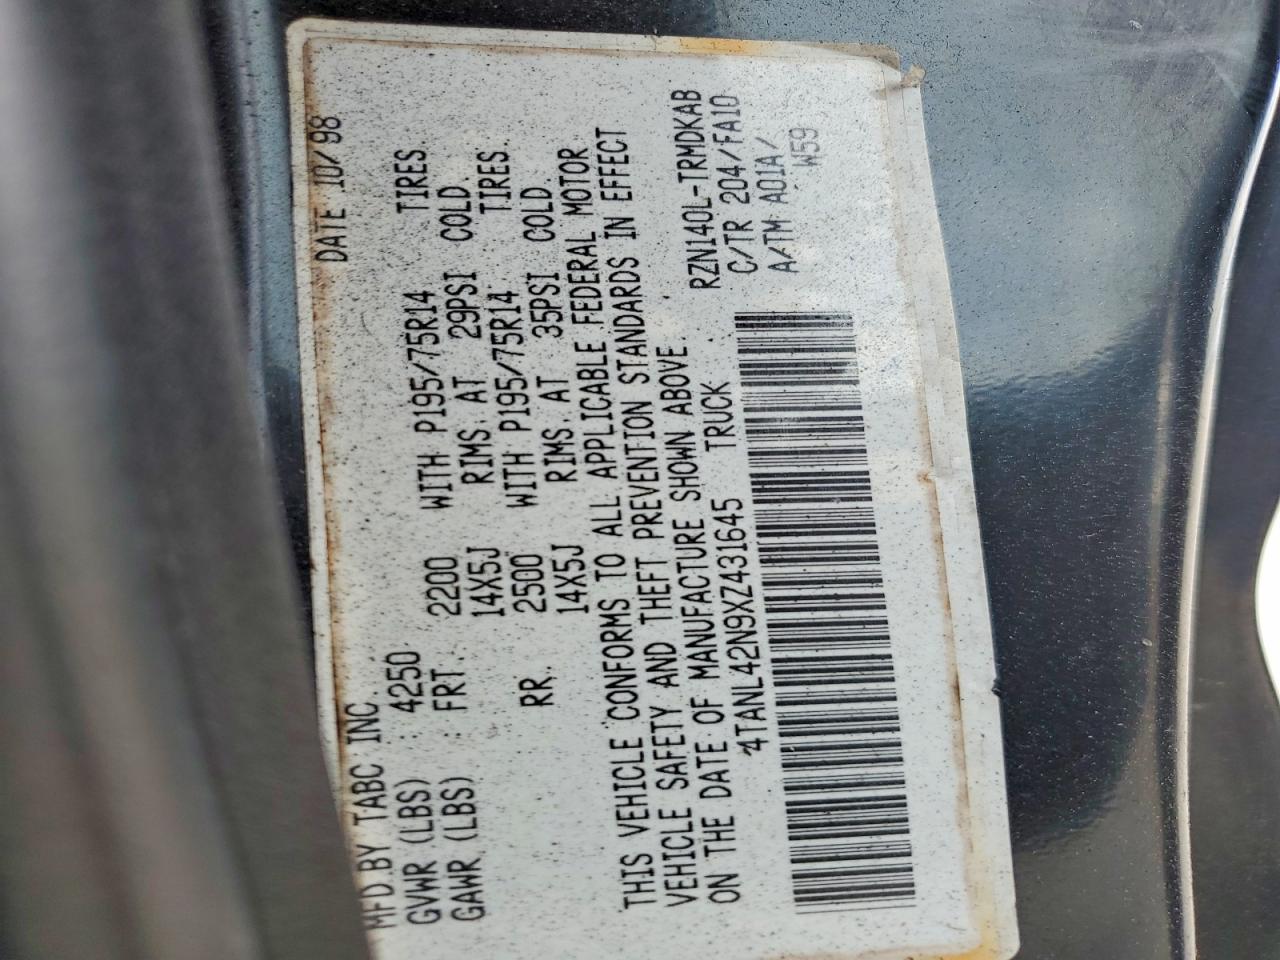 MFD.BY TABC INC. DATE 10/98
GVWR (LBS) : 4250
GAWR (LBS) : FRT. 2200 WITH P195/75R14 TIRES
14X5J RIMS. AT 29PSI COLD
RR. 2500 WITH P195/75R14 TIRES.
14X5J RIMS. AT 35PSI COLD.
THIS VEHICLE CONFORMS TO ALL APPLICABLE FEDERAL MOTOR
VEHICLE SAFETY AND THEFT PREVENTION STANDARDS IN EFFECT
ON THE DATE OF MANUFACTURE SHOWN ABOVE.
4TANL42N9XZ431645 TRUCK
RZN140L-TRMDKAB
C/TR 204/FA10
A/TM A01A/
W59